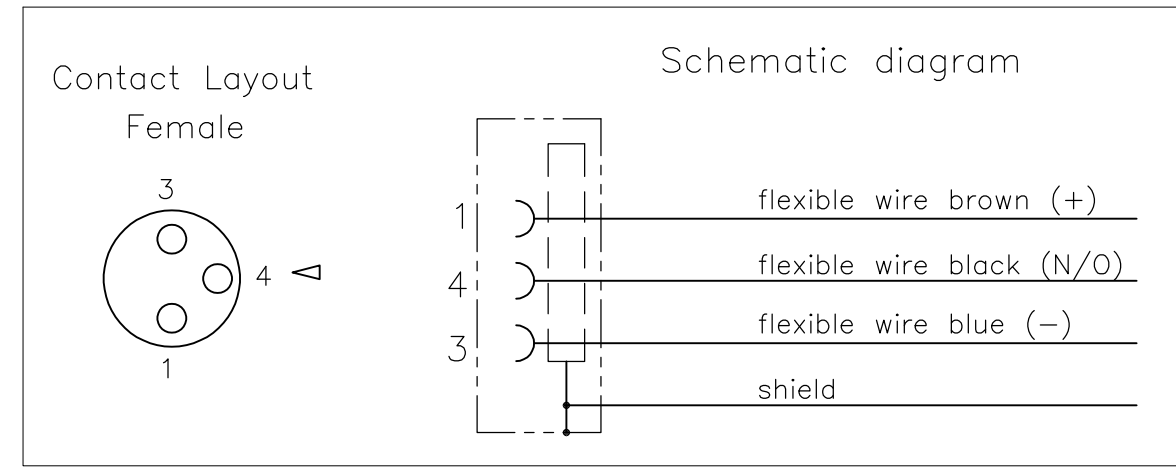 Contact Layout
Female
3
4
1
Schematic diagram
1 flexible wire brown (+)
4 flexible wire black (N/O)
3 flexible wire blue (-)
shield